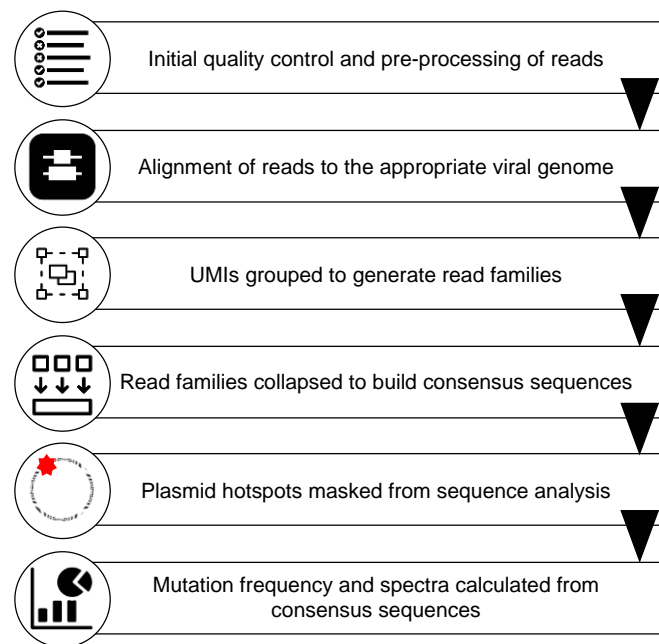 Initial quality control and pre-processing of reads
Alignment of reads to the appropriate viral genome
UMIs grouped to generate read families
Read families collapsed to build consensus sequences
Plasmid hotspots masked from sequence analysis
Mutation frequency and spectra calculated from
consensus sequences